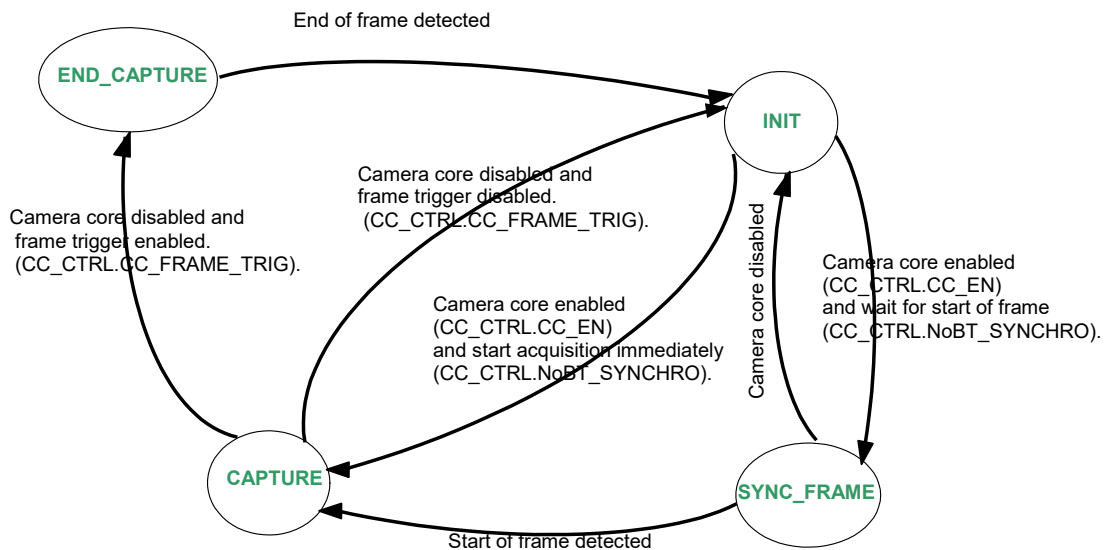 End of frame detected
END_CAPTURE
INIT
Camera core disabled and
frame trigger disabled.
(CC_CTRL.CC_FRAME_TRIG).
Camera core disabled and
frame trigger enabled.
(CC_CTRL.CC_FRAME_TRIG).
Camera core enabled
(CC_CTRL.CC_EN)
and start acquisition immediately
(CC_CTRL.NoBT_SYNCHRO).
Camera core disabled
Camera core enabled
(CC_CTRL.CC_EN)
and wait for start of frame
(CC_CTRL.NoBT_SYNCHRO).
CAPTURE
SYNC_FRAME
Start of frame detected